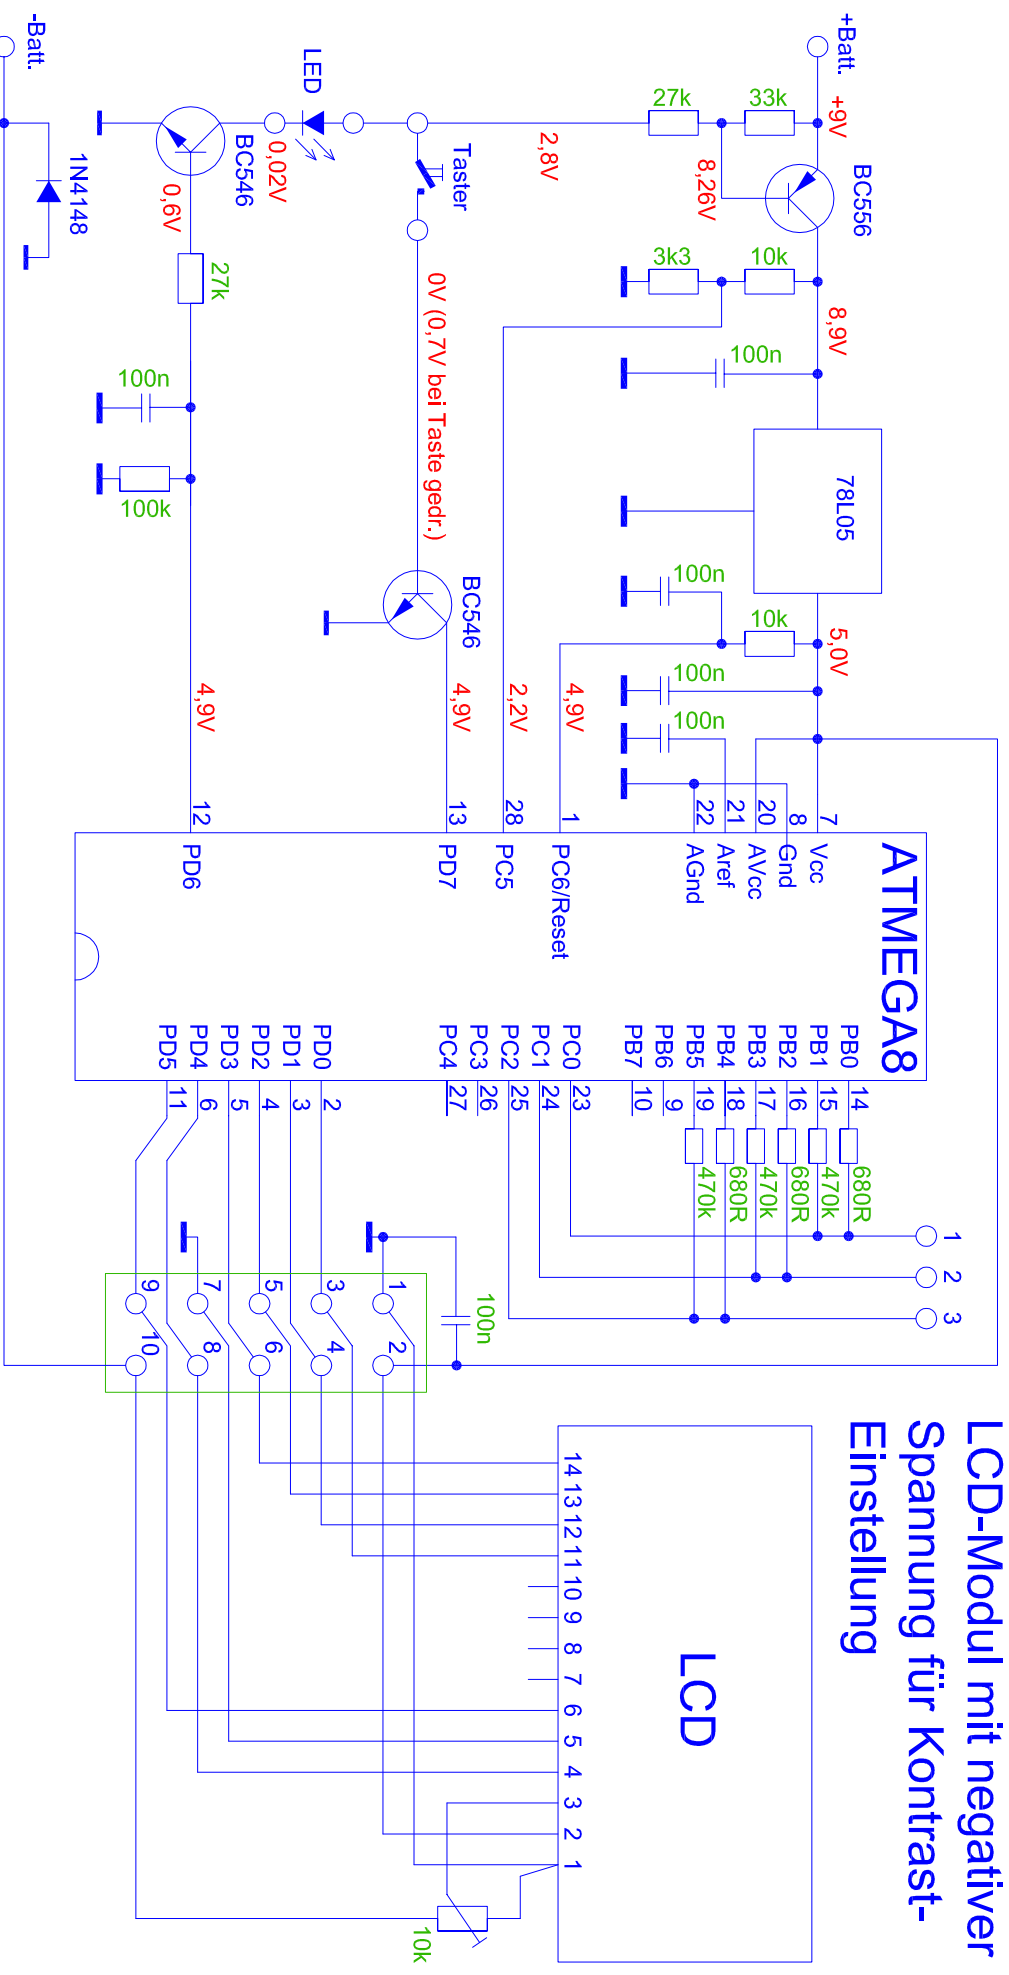 LCD-Modul mit negativer
Spannung für Kontrast-
Einstellung
+Batt.
+9V
33k
27k
BC556
8,26V
2,8V
10k
3k3
8,9V
100n
78L05
100n
10k
5,0V
100n
100n
4,9V
2,2V
4,9V
4,9V
LED
Taster
BC546
0,02V
0,6V
27k
0V (0,7V bei Taste gedr.)
BC546
100n
100k
-Batt.
1N4148
ATMEGA8
7 Vcc
8 Gnd
20 AVcc
21 Aref
22 AGnd
1 PC6/Reset
28 PC5
13 PD7
12 PD6
PB0 14 680R
PB1 15 470k
PB2 16 680R
PB3 17 470k
PB4 18 680R
PB5 19 470k
PB6 9
PB7 10
PC0 23
PC1 24
PC2 25
PC3 26
PC4 27
PD0 2
PD1 3
PD2 4
PD3 5
PD4 6
PD5 11
1
2
3
100n
1 2
3 4
5 6
7 8
9 10
LCD
14 13 12 11 10 9 8 7 6 5 4 3 2 1
10k